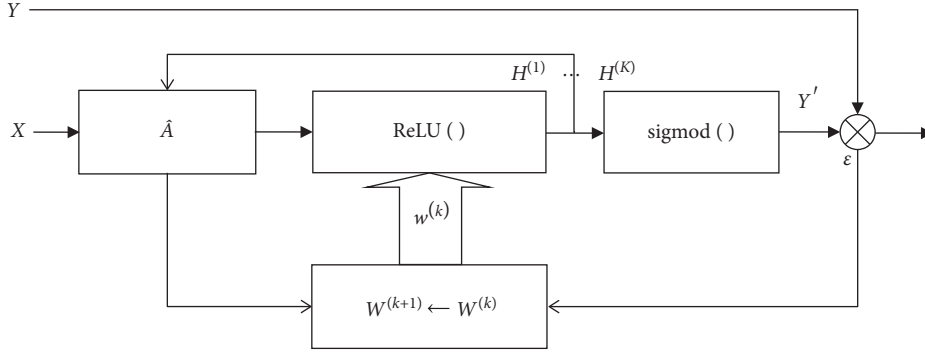 Y
H^(1) ... H^(K)
Y′
X
Â
ReLU ( )
sigmod ( )
ε
w^(k)
W^(k+1) ← W^(k)